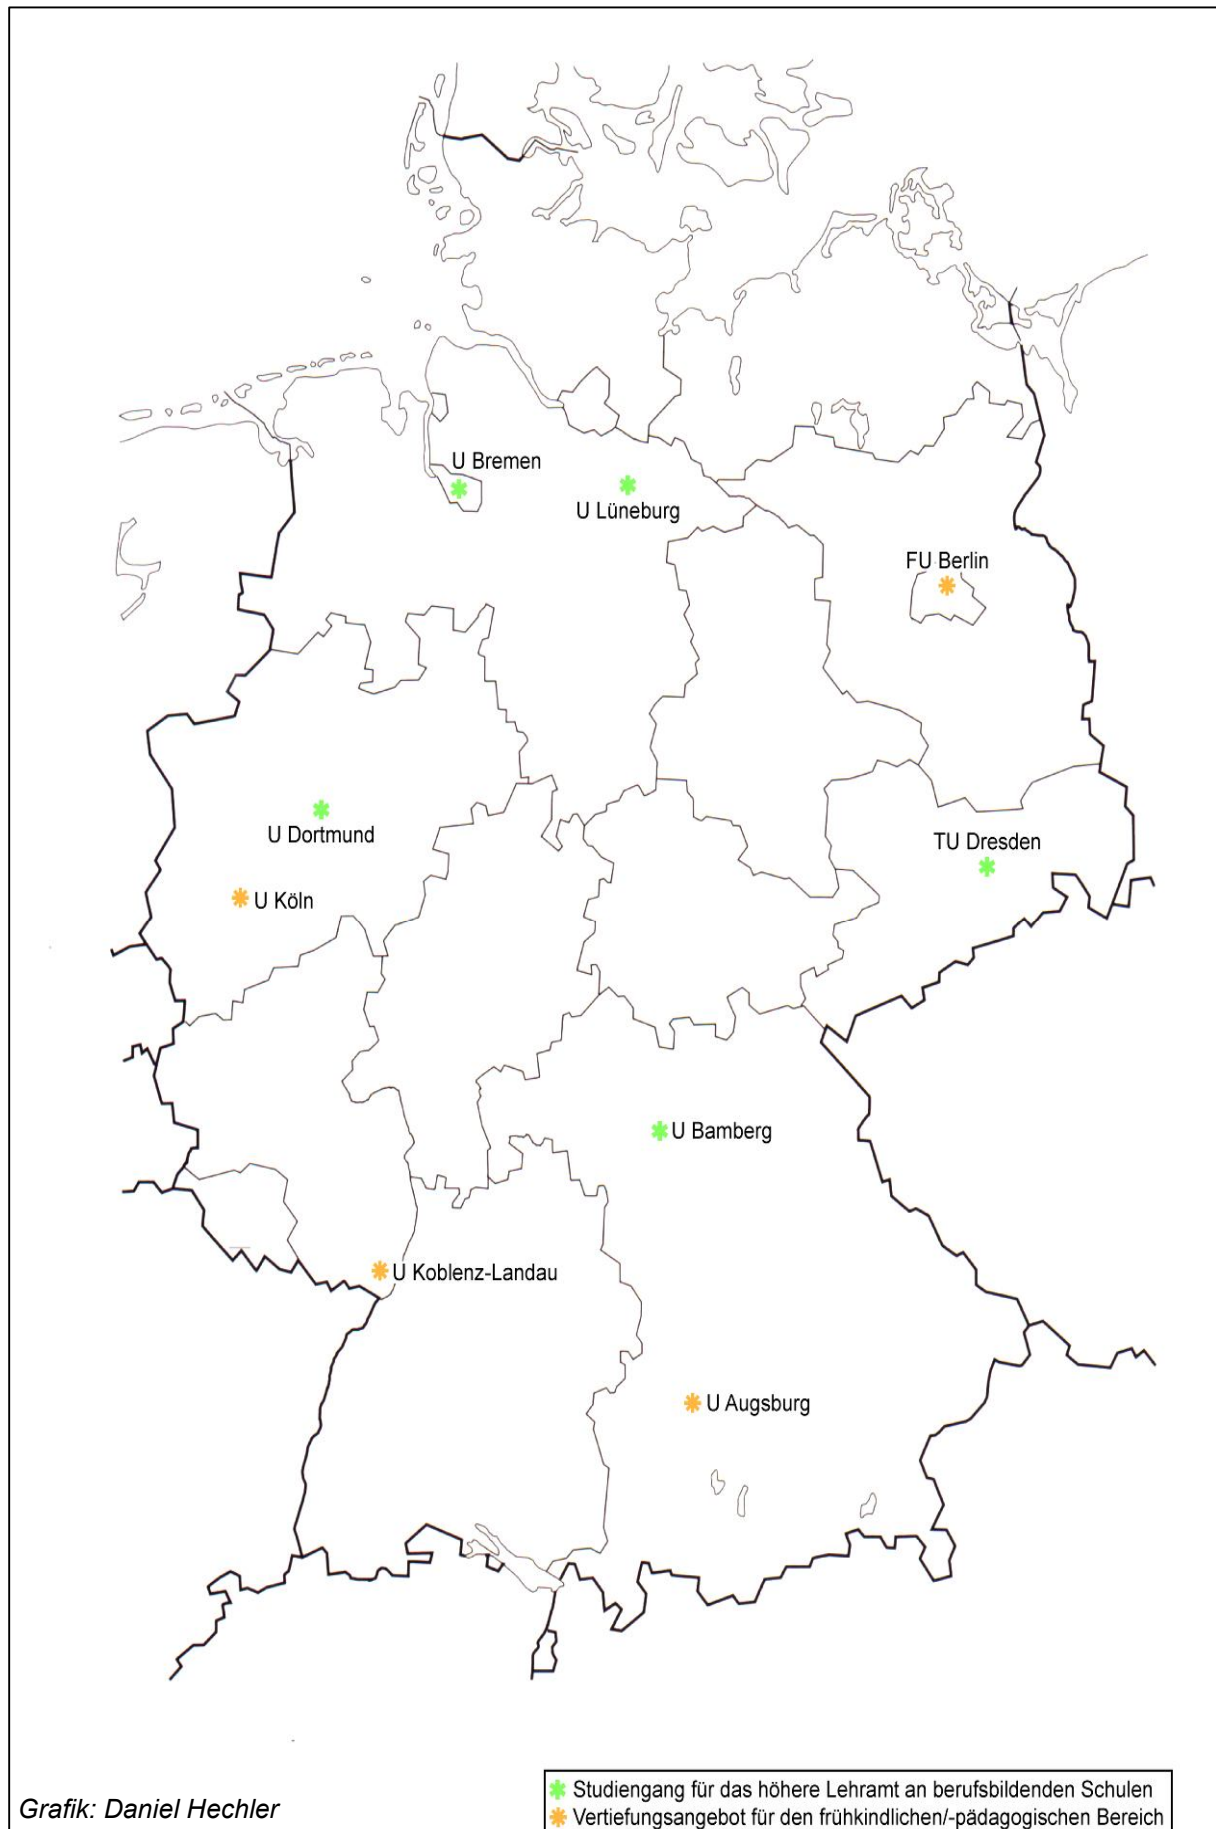 U Bremen
U Lüneburg
FU Berlin
U Dortmund
TU Dresden
U Köln
U Bamberg
U Koblenz-Landau
U Augsburg
Studiengang für das höhere Lehramt an berufsbildenden Schulen
Vertiefungsangebot für den frühkindlichen/-pädagogischen Bereich
Grafik: Daniel Hechler